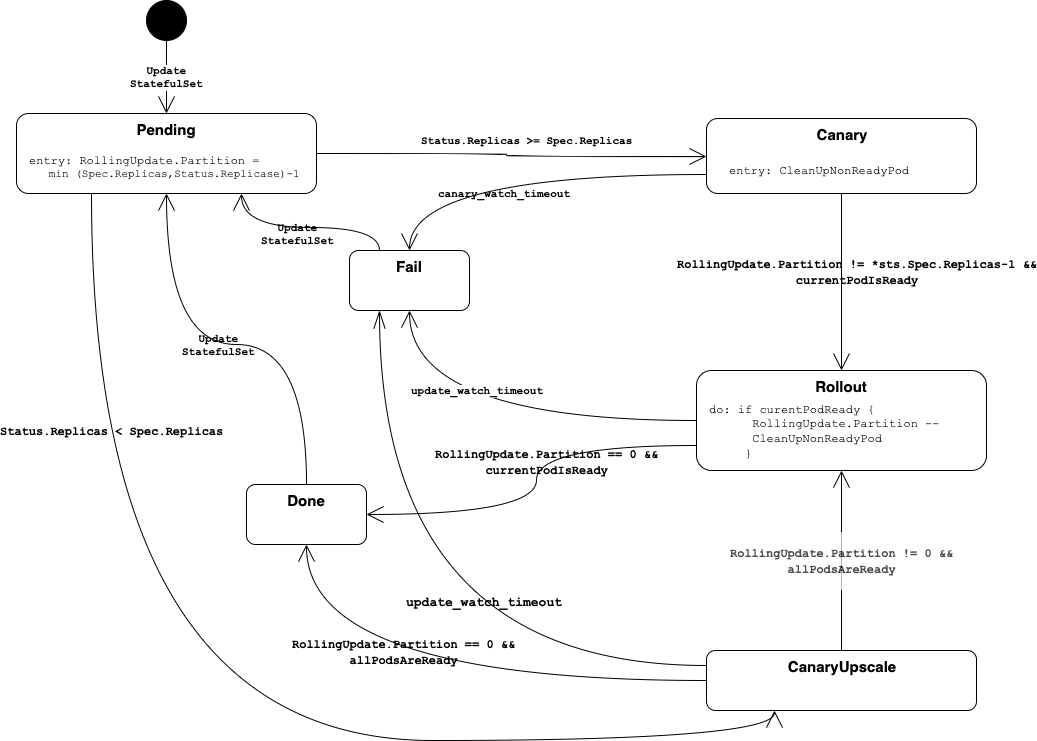 Update
StatefulSet
Pending
entry: RollingUpdate.Partition =
min (Spec.Replicas,Status.Replicase)-1
Status.Replicas >= Spec.Replicas
Canary
entry: CleanUpNonReadyPod
canary_watch_timeout
Update
StatefulSet
Fail
RollingUpdate.Partition != *sts.Spec.Replicas-1 &&
currentPodIsReady
Update
StatefulSet
update_watch_timeout
Rollout
do: if curentPodReady {
RollingUpdate.Partition --
CleanUpNonReadyPod
}
Status.Replicas < Spec.Replicas
RollingUpdate.Partition == 0 &&
currentPodIsReady
Done
RollingUpdate.Partition != 0 &&
allPodsAreReady
update_watch_timeout
RollingUpdate.Partition == 0 &&
allPodsAreReady
CanaryUpscale